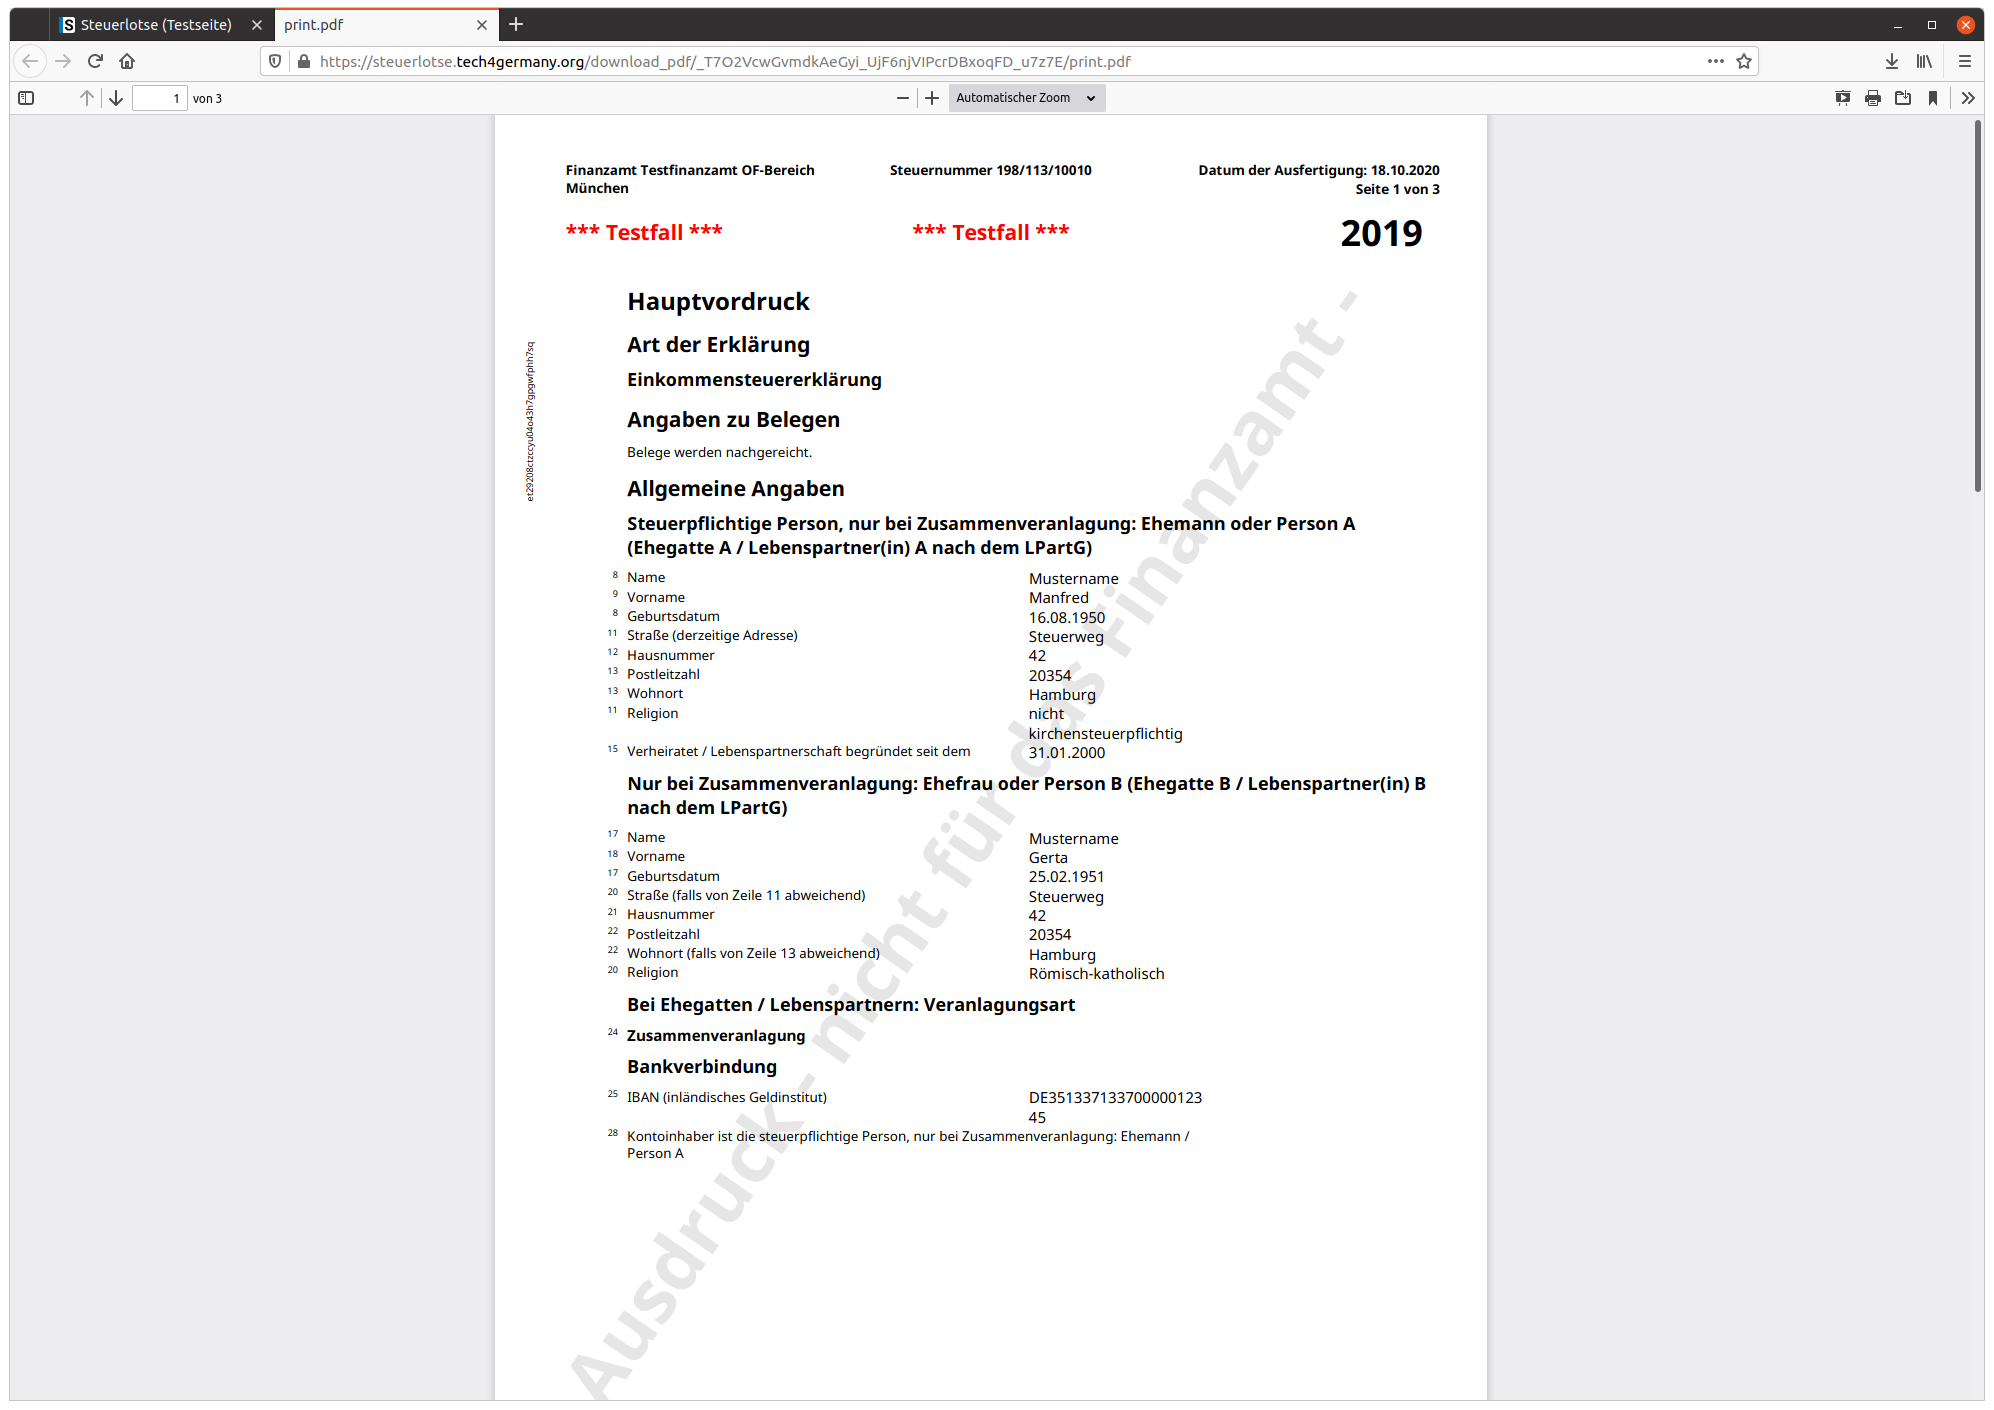 Steuerlotse (Testseite)
print.pdf
https://steuerlotse.tech4germany.org/download_pdf/_T7O2VcwGvmdkAeGyi_UjF6njVIPcrDBxoqFD_u7z7E/print.pdf
1 von 3
Automatischer Zoom
Finanzamt Testfinanzamt OF-Bereich
München
Steuernummer 198/113/10010
Datum der Ausfertigung: 18.10.2020
Seite 1 von 3
*** Testfall ***
*** Testfall ***
2019
Hauptvordruck
Art der Erklärung
Einkommensteuererklärung
Angaben zu Belegen
Belege werden nachgereicht.
et29208ctzccyu04o43h7gpgwfphh7sq
Allgemeine Angaben
Steuerpflichtige Person, nur bei Zusammenveranlagung: Ehemann oder Person A
(Ehegatte A / Lebenspartner(in) A nach dem LPartG)
8 Name Mustername
9 Vorname Manfred
8 Geburtsdatum 16.08.1950
11 Straße (derzeitige Adresse) Steuerweg
12 Hausnummer 42
13 Postleitzahl 20354
13 Wohnort Hamburg
11 Religion nicht
kirchensteuerpflichtig
15 Verheiratet / Lebenspartnerschaft begründet seit dem 31.01.2000
Nur bei Zusammenveranlagung: Ehefrau oder Person B (Ehegatte B / Lebenspartner(in) B
nach dem LPartG)
17 Name Mustername
18 Vorname Gerta
17 Geburtsdatum 25.02.1951
20 Straße (falls von Zeile 11 abweichend) Steuerweg
21 Hausnummer 42
22 Postleitzahl 20354
22 Wohnort (falls von Zeile 13 abweichend) Hamburg
20 Religion Römisch-katholisch
Bei Ehegatten / Lebenspartnern: Veranlagungsart
24 Zusammenveranlagung
Bankverbindung
25 IBAN (inländisches Geldinstitut) DE351337133700000123
45
28 Kontoinhaber ist die steuerpflichtige Person, nur bei Zusammenveranlagung: Ehemann /
Person A
Ausdruck - nicht für das Finanzamt -